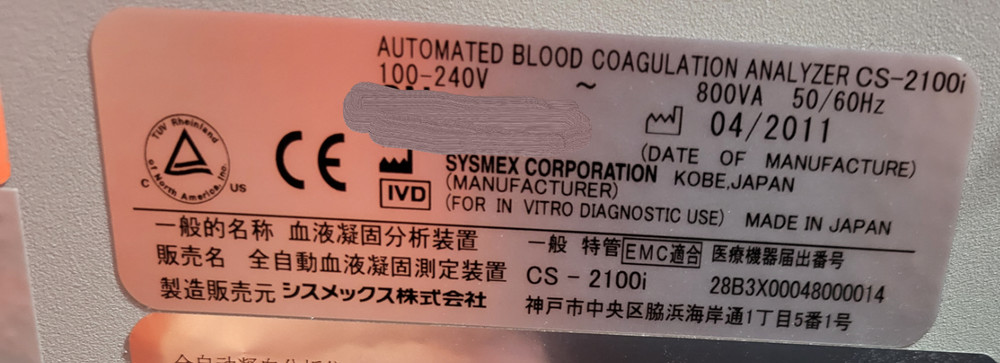 AUTOMATED BLOOD COAGULATION ANALYZER CS-2100i
100-240V ~ 800VA 50/60Hz
04/2011
(DATE OF MANUFACTURE)
TÜV Rheinland of North America, Inc.
C US
CE
SYSMEX CORPORATION KOBE,JAPAN
(MANUFACTURER)
IVD (FOR IN VITRO DIAGNOSTIC USE) MADE IN JAPAN
一般的名称 血液凝固分析装置 一般 特管 EMC適合 医療機器届出番号
販売名 全自動血液凝固測定装置 CS-2100i 28B3X00048000014
製造販売元 シスメックス株式会社 神戸市中央区脇浜海岸通1丁目5番1号